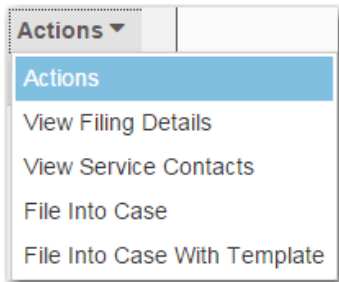 Actions
Actions
View Filing Details
View Service Contacts
File Into Case
File Into Case With Template